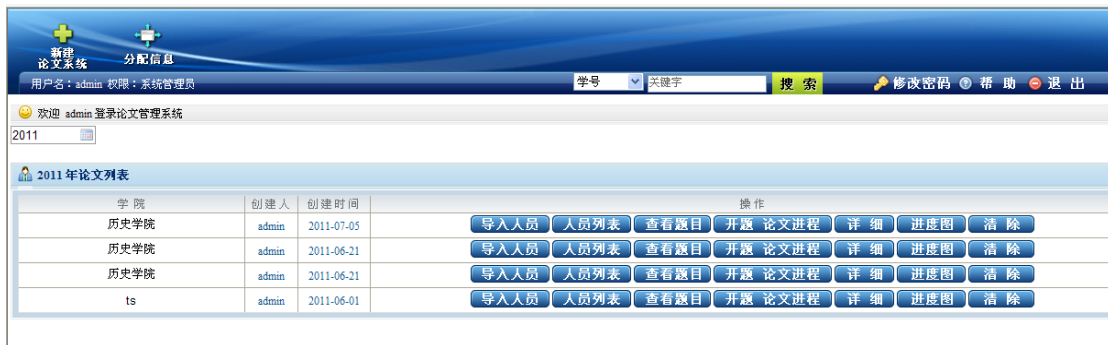 新建
论文系统
分配信息
用户名：admin 权限：系统管理员
学号 关键字 搜 索 修改密码 帮 助 退 出
欢迎 admin 登录论文管理系统
2011
2011 年论文列表
学 院 创建人 创建时间 操 作
历史学院 admin 2011-07-05 导入人员 人员列表 查看题目 开题 论文进程 详 细 进度图 清 除
历史学院 admin 2011-06-21 导入人员 人员列表 查看题目 开题 论文进程 详 细 进度图 清 除
历史学院 admin 2011-06-21 导入人员 人员列表 查看题目 开题 论文进程 详 细 进度图 清 除
ts admin 2011-06-01 导入人员 人员列表 查看题目 开题 论文进程 详 细 进度图 清 除